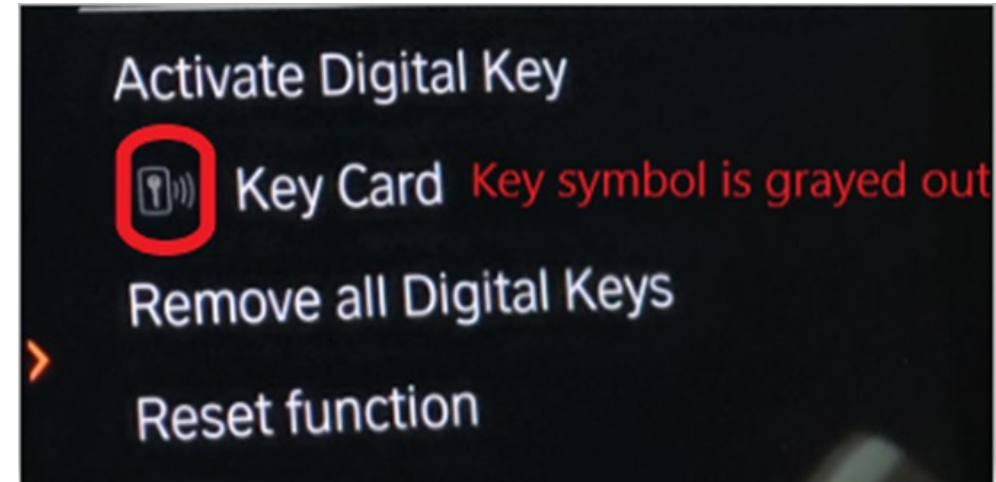 Activate Digital Key
Key Card Key symbol is grayed out
Remove all Digital Keys
Reset function